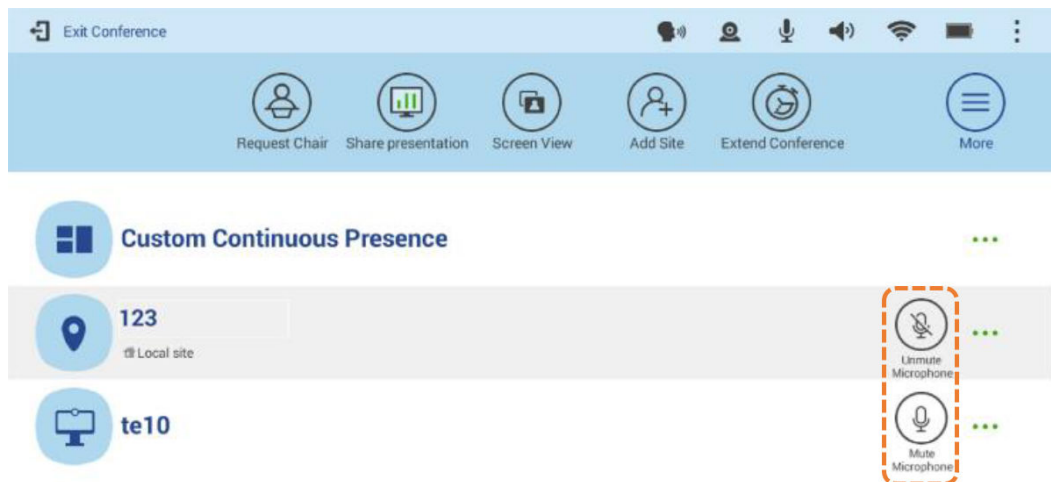 Exit Conference
Request Chair
Share presentation
Screen View
Add Site
Extend Conference
More
Custom Continuous Presence
123
Local site
Unmute
Microphone
te10
Mute
Microphone